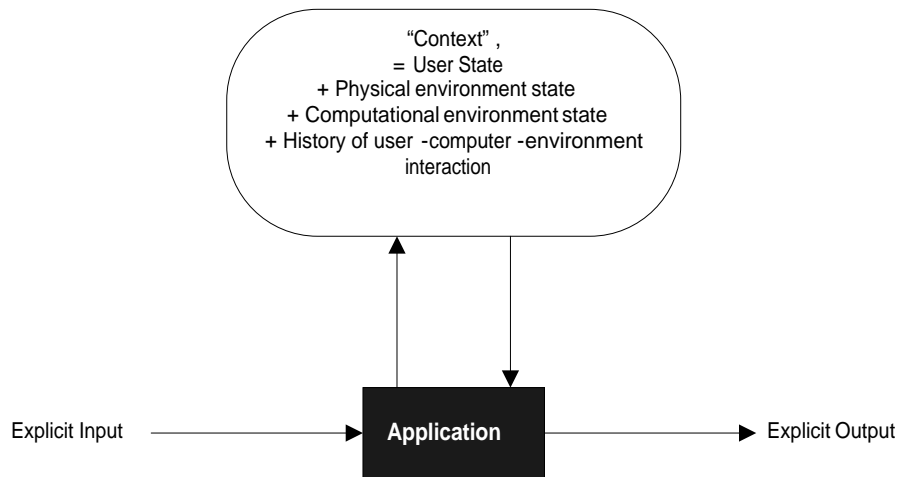 “Context” ,
= User State
+ Physical environment state
+ Computational environment state
+ History of user -computer -environment
interaction
Explicit Input
Application
Explicit Output